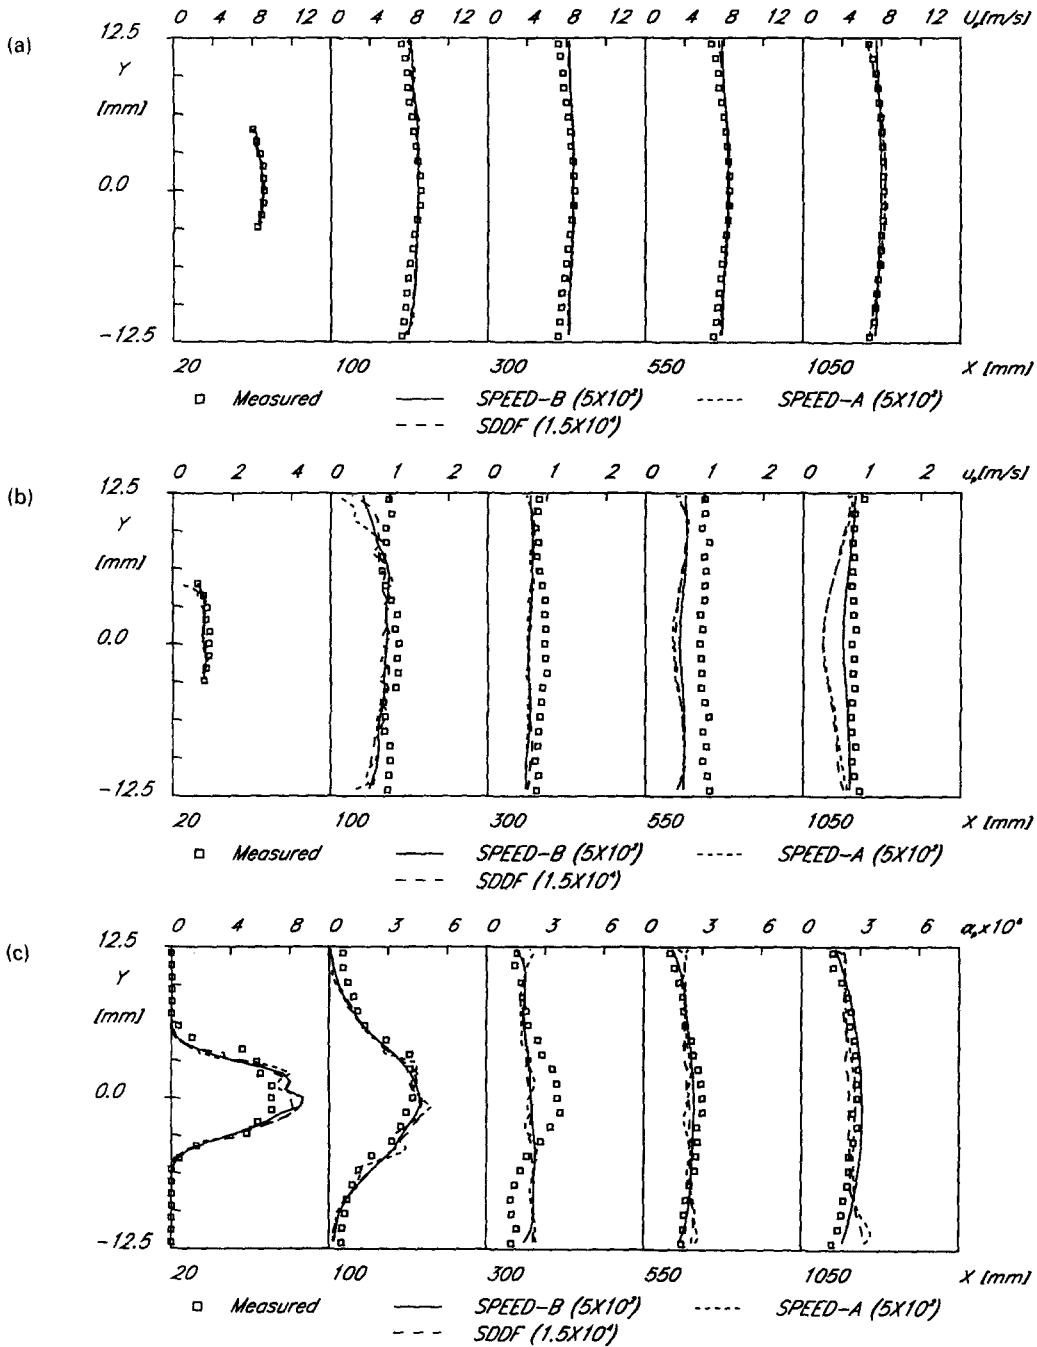 (a)
0 4 8 12 0 4 8 12 0 4 8 12 0 4 8 12 0 4 8 12 Up[m/s]
12.5
Y
[mm]
0.0
-12.5
20 100 300 550 1050 X [mm]
Measured SPEED-B (5X10³) SPEED-A (5X10³)
SDDF (1.5X10⁴)
(b)
0 2 4 0 1 2 0 1 2 0 1 2 0 1 2 up[m/s]
12.5
Y
[mm]
0.0
-12.5
20 100 300 550 1050 X [mm]
Measured SPEED-B (5X10³) SPEED-A (5X10³)
SDDF (1.5X10⁴)
(c)
0 4 8 0 3 6 0 3 6 0 3 6 0 3 6 αp x10⁶
12.5
Y
[mm]
0.0
-12.5
20 100 300 550 1050 X [mm]
Measured SPEED-B (5X10³) SPEED-A (5X10³)
SDDF (1.5X10⁴)